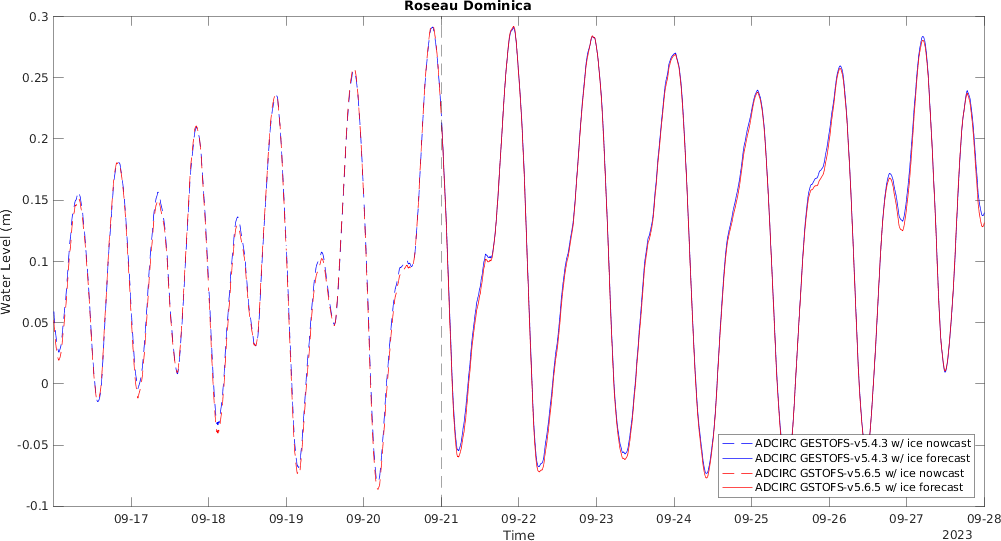 Roseau Dominica
0.3
0.25
0.2
0.15
0.1
0.05
0
-0.05
-0.1
Water Level (m)
ADCIRC GESTOFS-v5.4.3 w/ ice nowcast
ADCIRC GESTOFS-v5.4.3 w/ ice forecast
ADCIRC GSTOFS-v5.6.5 w/ ice nowcast
ADCIRC GSTOFS-v5.6.5 w/ ice forecast
09-17 09-18 09-19 09-20 09-21 09-22 09-23 09-24 09-25 09-26 09-27 09-28
Time
2023